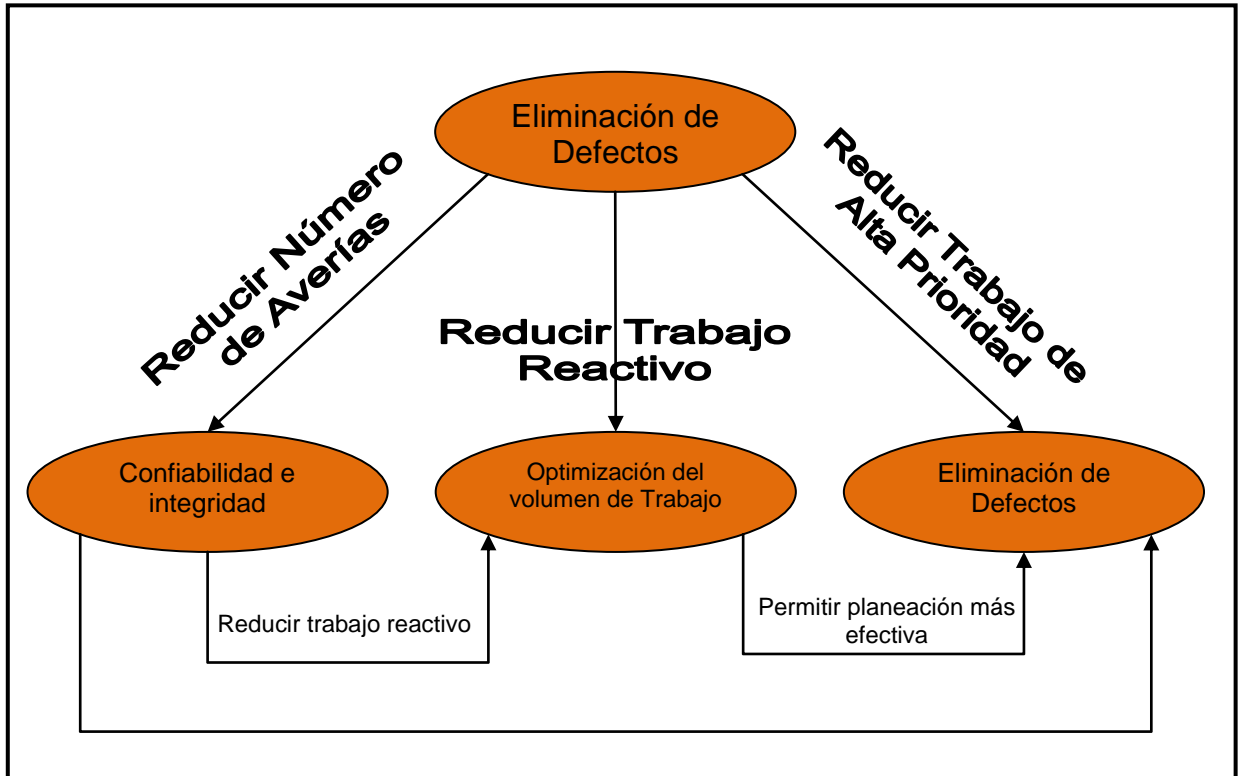 Eliminación de
Defectos
Reducir Número
de Averías
Reducir Trabajo
Reactivo
Reducir Trabajo de
Alta Prioridad
Confiabilidad e
integridad
Optimización del
volumen de Trabajo
Eliminación de
Defectos
Reducir trabajo reactivo
Permitir planeación más
efectiva